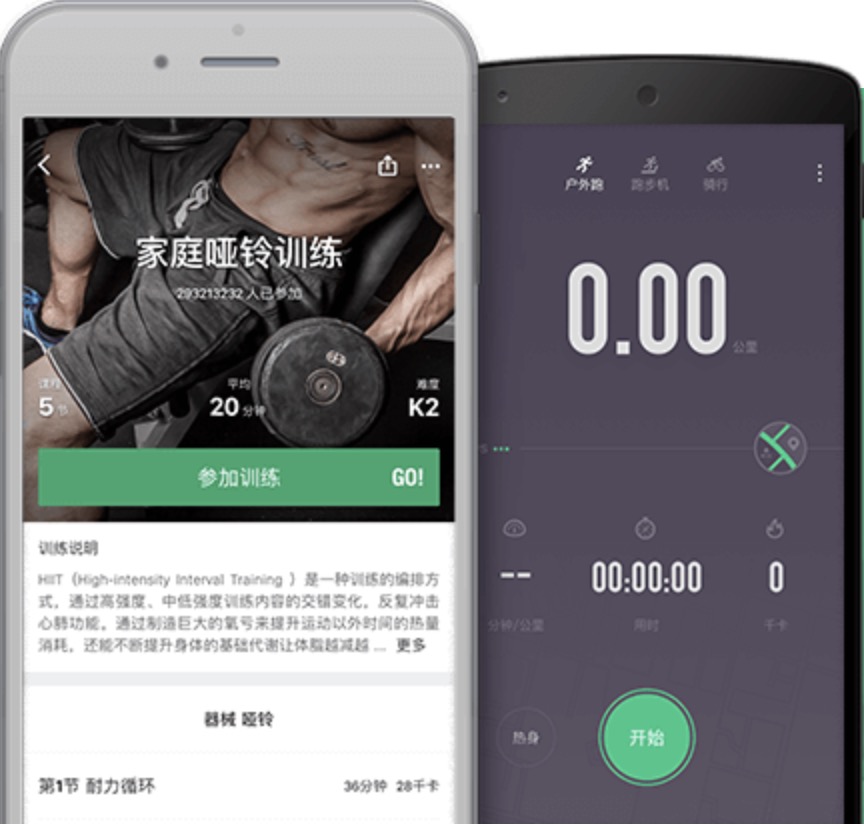 家庭哑铃训练
293213232 人已参加
课程 平均 难度
5 节 20 分钟 K2
参加训练 GO!
训练说明
HIIT（High-intensity Interval Training ）是一种训练的编排方
式，通过高强度、中低强度训练内容的交错变化，反复冲击
心肺功能。通过制造巨大的氧亏来提升运动以外时间的热量
消耗，还能不断提升身体的基础代谢让体脂越减越 ... 更多
器械 哑铃
第1节 耐力循环 36分钟 28千卡
户外跑 跑步机 骑行
0.00 公里
-- 00:00:00 0
分钟/公里 用时 千卡
热身 开始